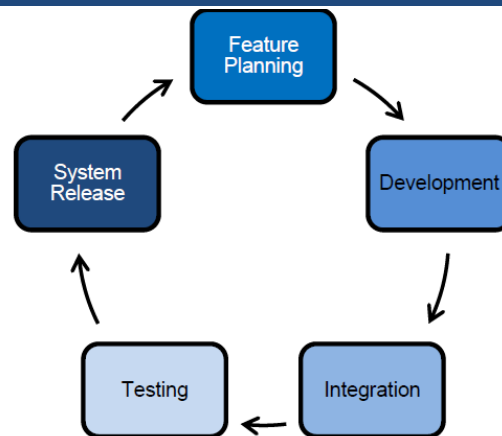 Feature
Planning
Development
Integration
Testing
System
Release